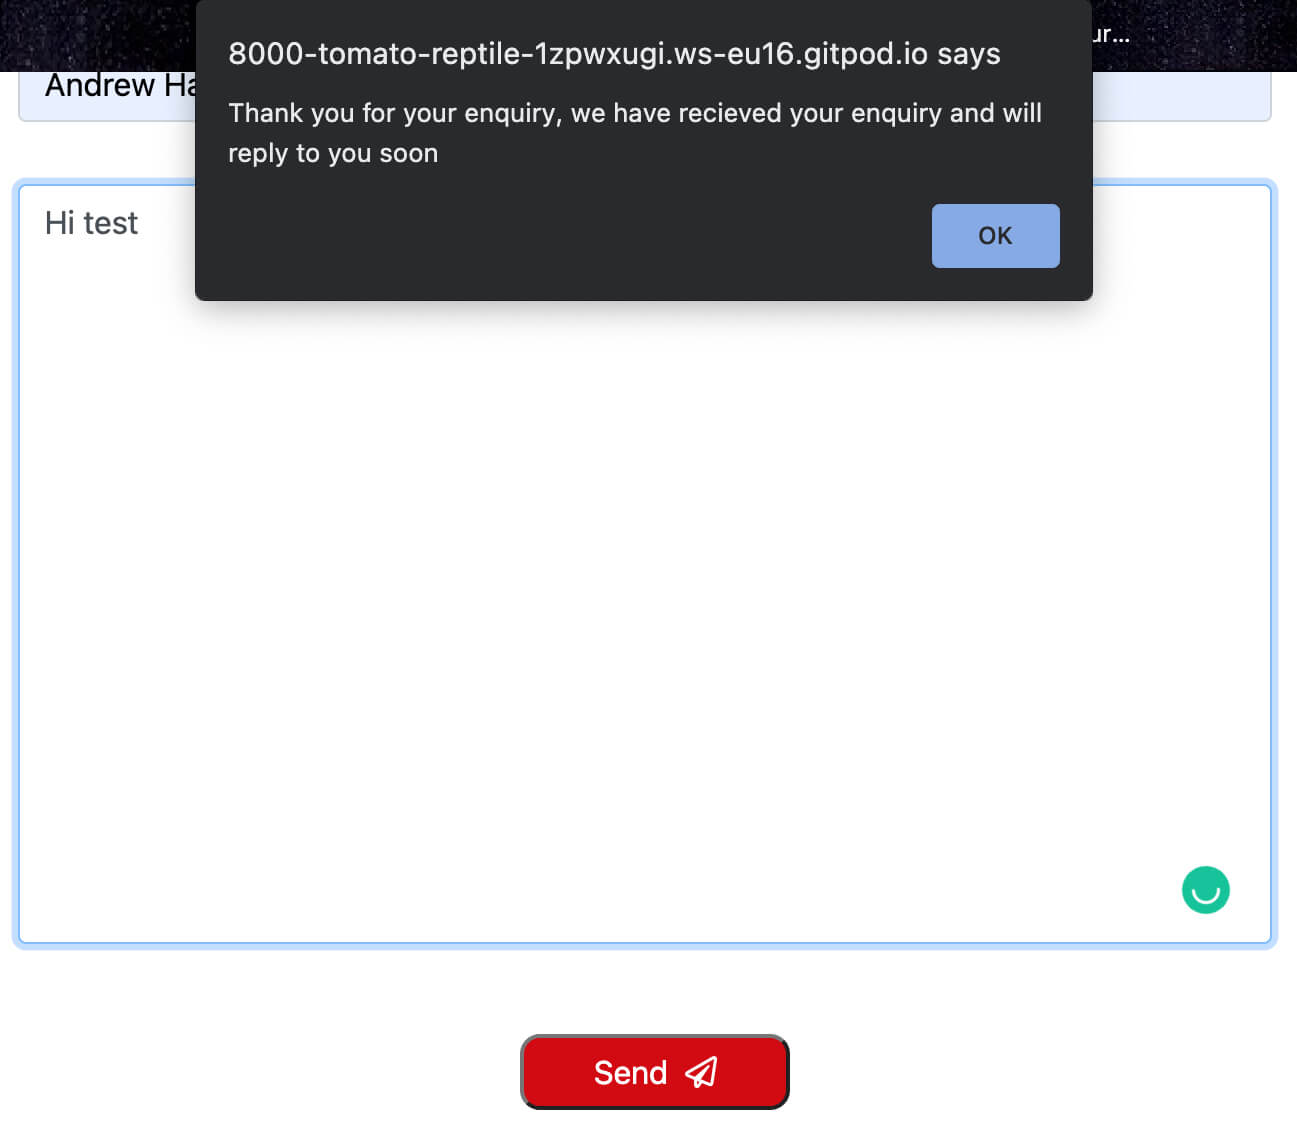 8000-tomato-reptile-1zpwxugi.ws-eu16.gitpod.io says
ur...
Andrew Ha
Thank you for your enquiry, we have recieved your enquiry and will
reply to you soon
OK
Hi test
Send